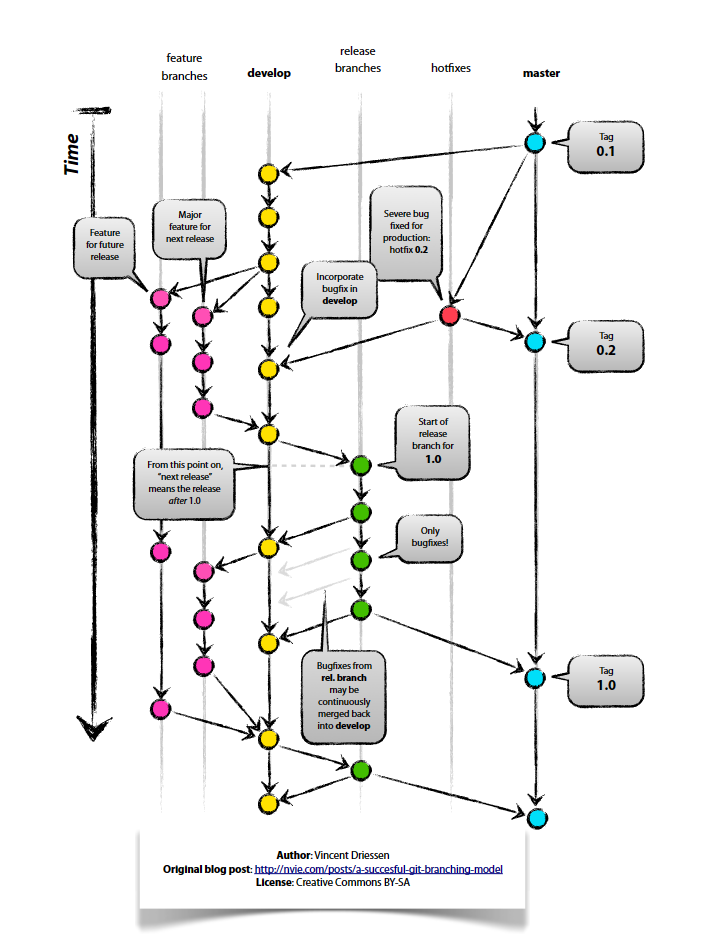 feature
branches
develop
release
branches
hotfixes
master
Time
Tag
0.1
Major
feature for
next release
Severe bug
fixed for
production:
hotfix 0.2
Feature
for future
release
Incorporate
bugfix in
develop
Tag
0.2
Start of
release
branch for
1.0
From this point on,
"next release"
means the release
after 1.0
Only
bugfixes!
Bugfixes from
rel. branch
may be
continuously
merged back
into develop
Tag
1.0
Author: Vincent Driessen
Original blog post: http://nvie.com/posts/a-succesful-git-branching-model
License: Creative Commons BY-SA